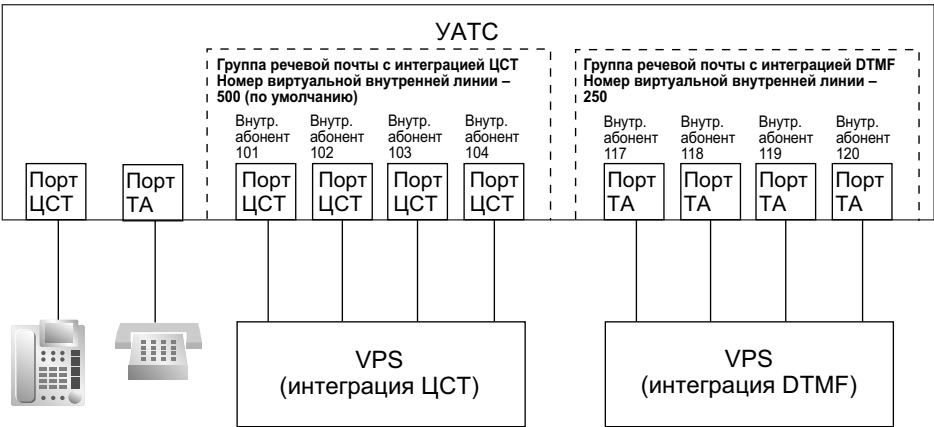 УАТС
Группа речевой почты с интеграцией ЦСТ
Номер виртуальной внутренней линии –
500 (по умолчанию)
Внутр. абонент 101
Внутр. абонент 102
Внутр. абонент 103
Внутр. абонент 104
Группа речевой почты с интеграцией DTMF
Номер виртуальной внутренней линии –
250
Внутр. абонент 117
Внутр. абонент 118
Внутр. абонент 119
Внутр. абонент 120
Порт ЦСТ
Порт ТА
Порт ЦСТ
Порт ЦСТ
Порт ЦСТ
Порт ЦСТ
Порт ТА
Порт ТА
Порт ТА
Порт ТА
VPS
(интеграция ЦСТ)
VPS
(интеграция DTMF)